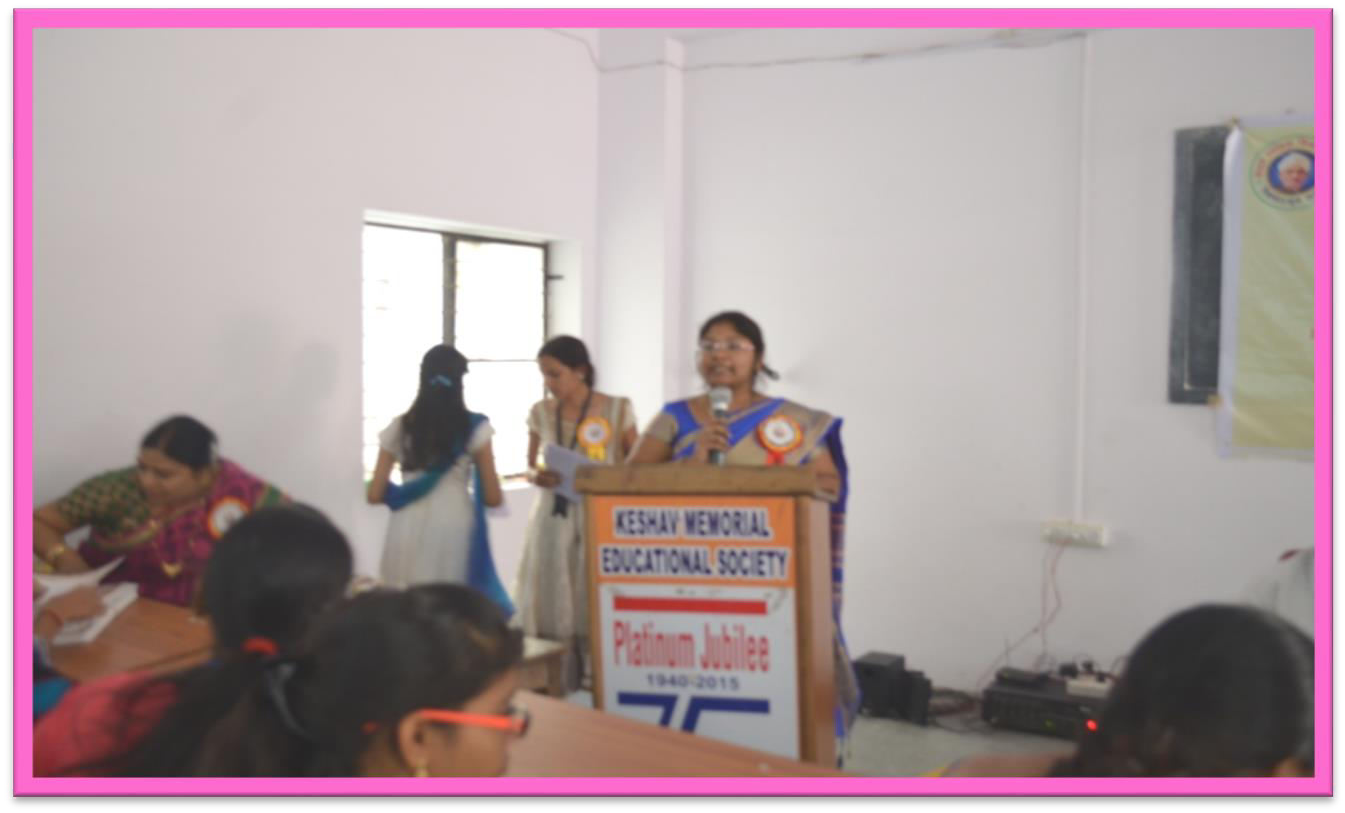 KESHAV MEMORIAL
EDUCATIONAL SOCIETY
Platinum Jubilee
1940-2015
75